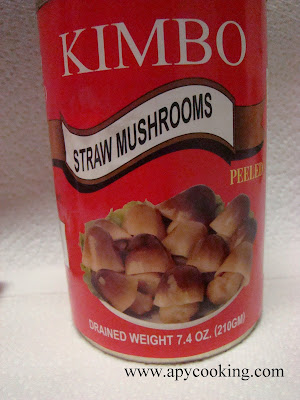 KIMBO
STRAW MUSHROOMS
PEELED
DRAINED WEIGHT 7.4 OZ. (210GM)
www.apycooking.com